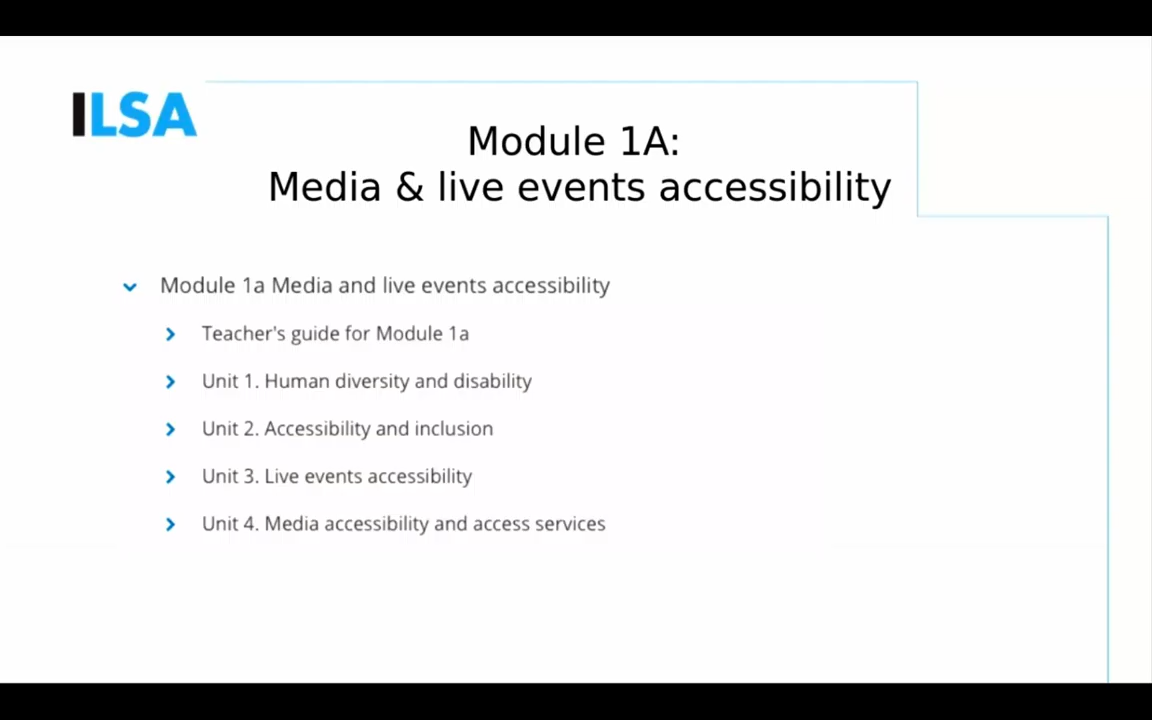 ILSA
Module 1A:
Media & live events accessibility
Module 1a Media and live events accessibility
Teacher's guide for Module 1a
Unit 1. Human diversity and disability
Unit 2. Accessibility and inclusion
Unit 3. Live events accessibility
Unit 4. Media accessibility and access services